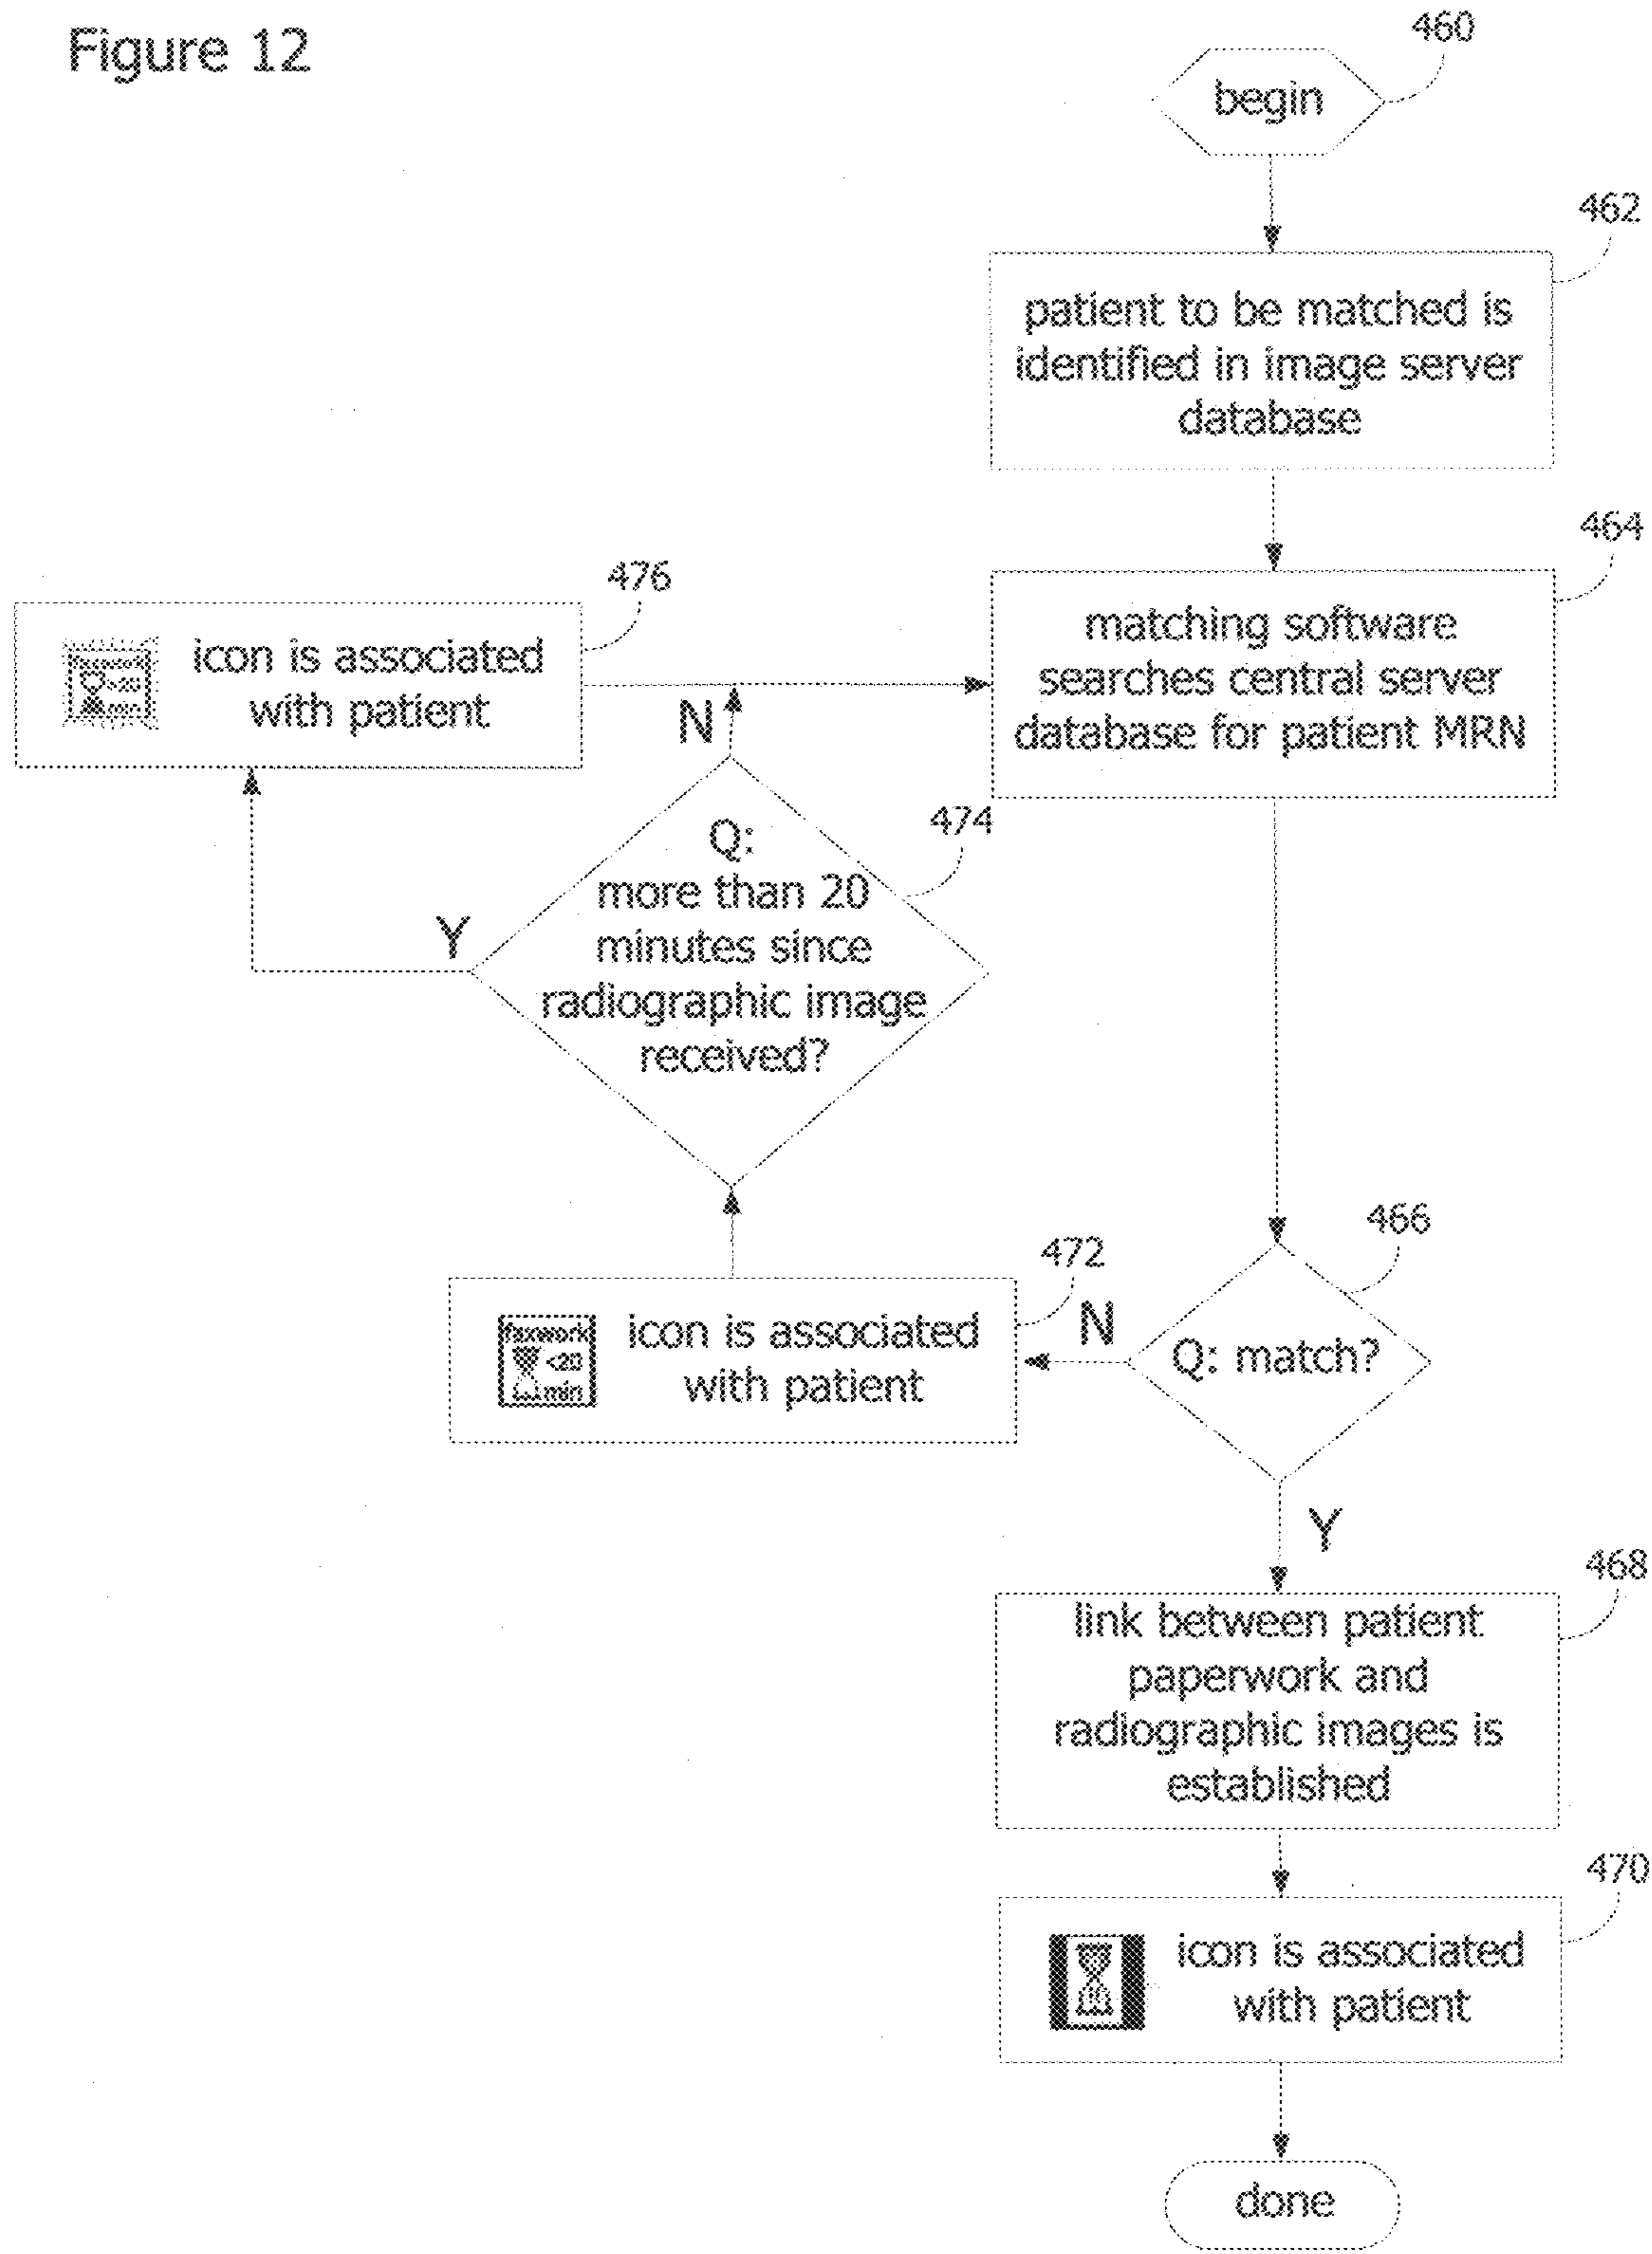 Figure 12
460
begin
462
patient to be matched is
identified in image server
database
464
matching software
searches central server
database for patient MRN
476
icon is associated
with patient
N
474
Q:
more than 20
minutes since
radiographic image
received?
Y
466
Q: match?
N
472
<20
min
icon is associated
with patient
Y
468
link between patient
paperwork and
radiographic images is
established
470
icon is associated
with patient
done